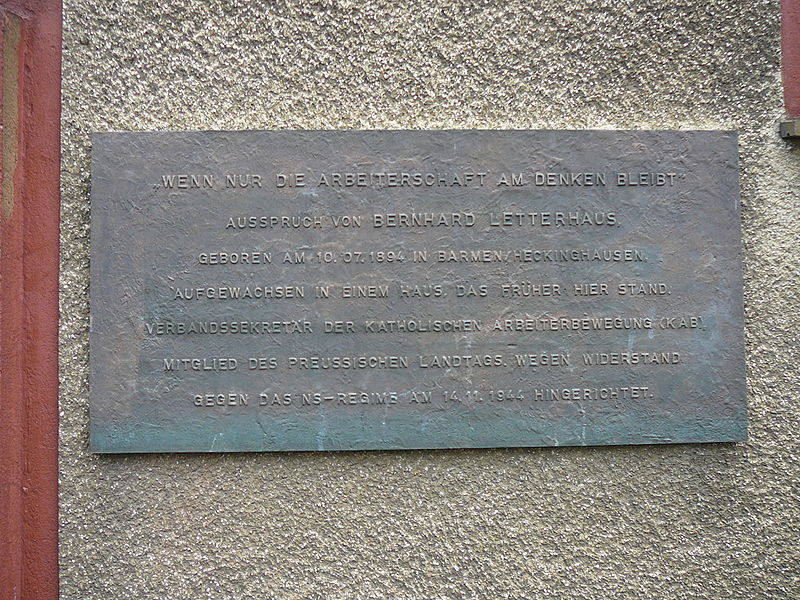 „WENN NUR DIE ARBEITERSCHAFT AM DENKEN BLEIBT“
AUSSPRUCH VON BERNHARD LETTERHAUS.
GEBOREN AM 10.07.1894 IN BARMEN/HECKINGHAUSEN.
AUFGEWACHSEN IN EINEM HAUS, DAS FRÜHER HIER STAND.
VERBANDSSEKRETÄR DER KATHOLISCHEN ARBEITERBEWEGUNG (KAB),
MITGLIED DES PREUSSISCHEN LANDTAGS. WEGEN WIDERSTAND
GEGEN DAS NS-REGIME AM 14.11.1944 HINGERICHTET.